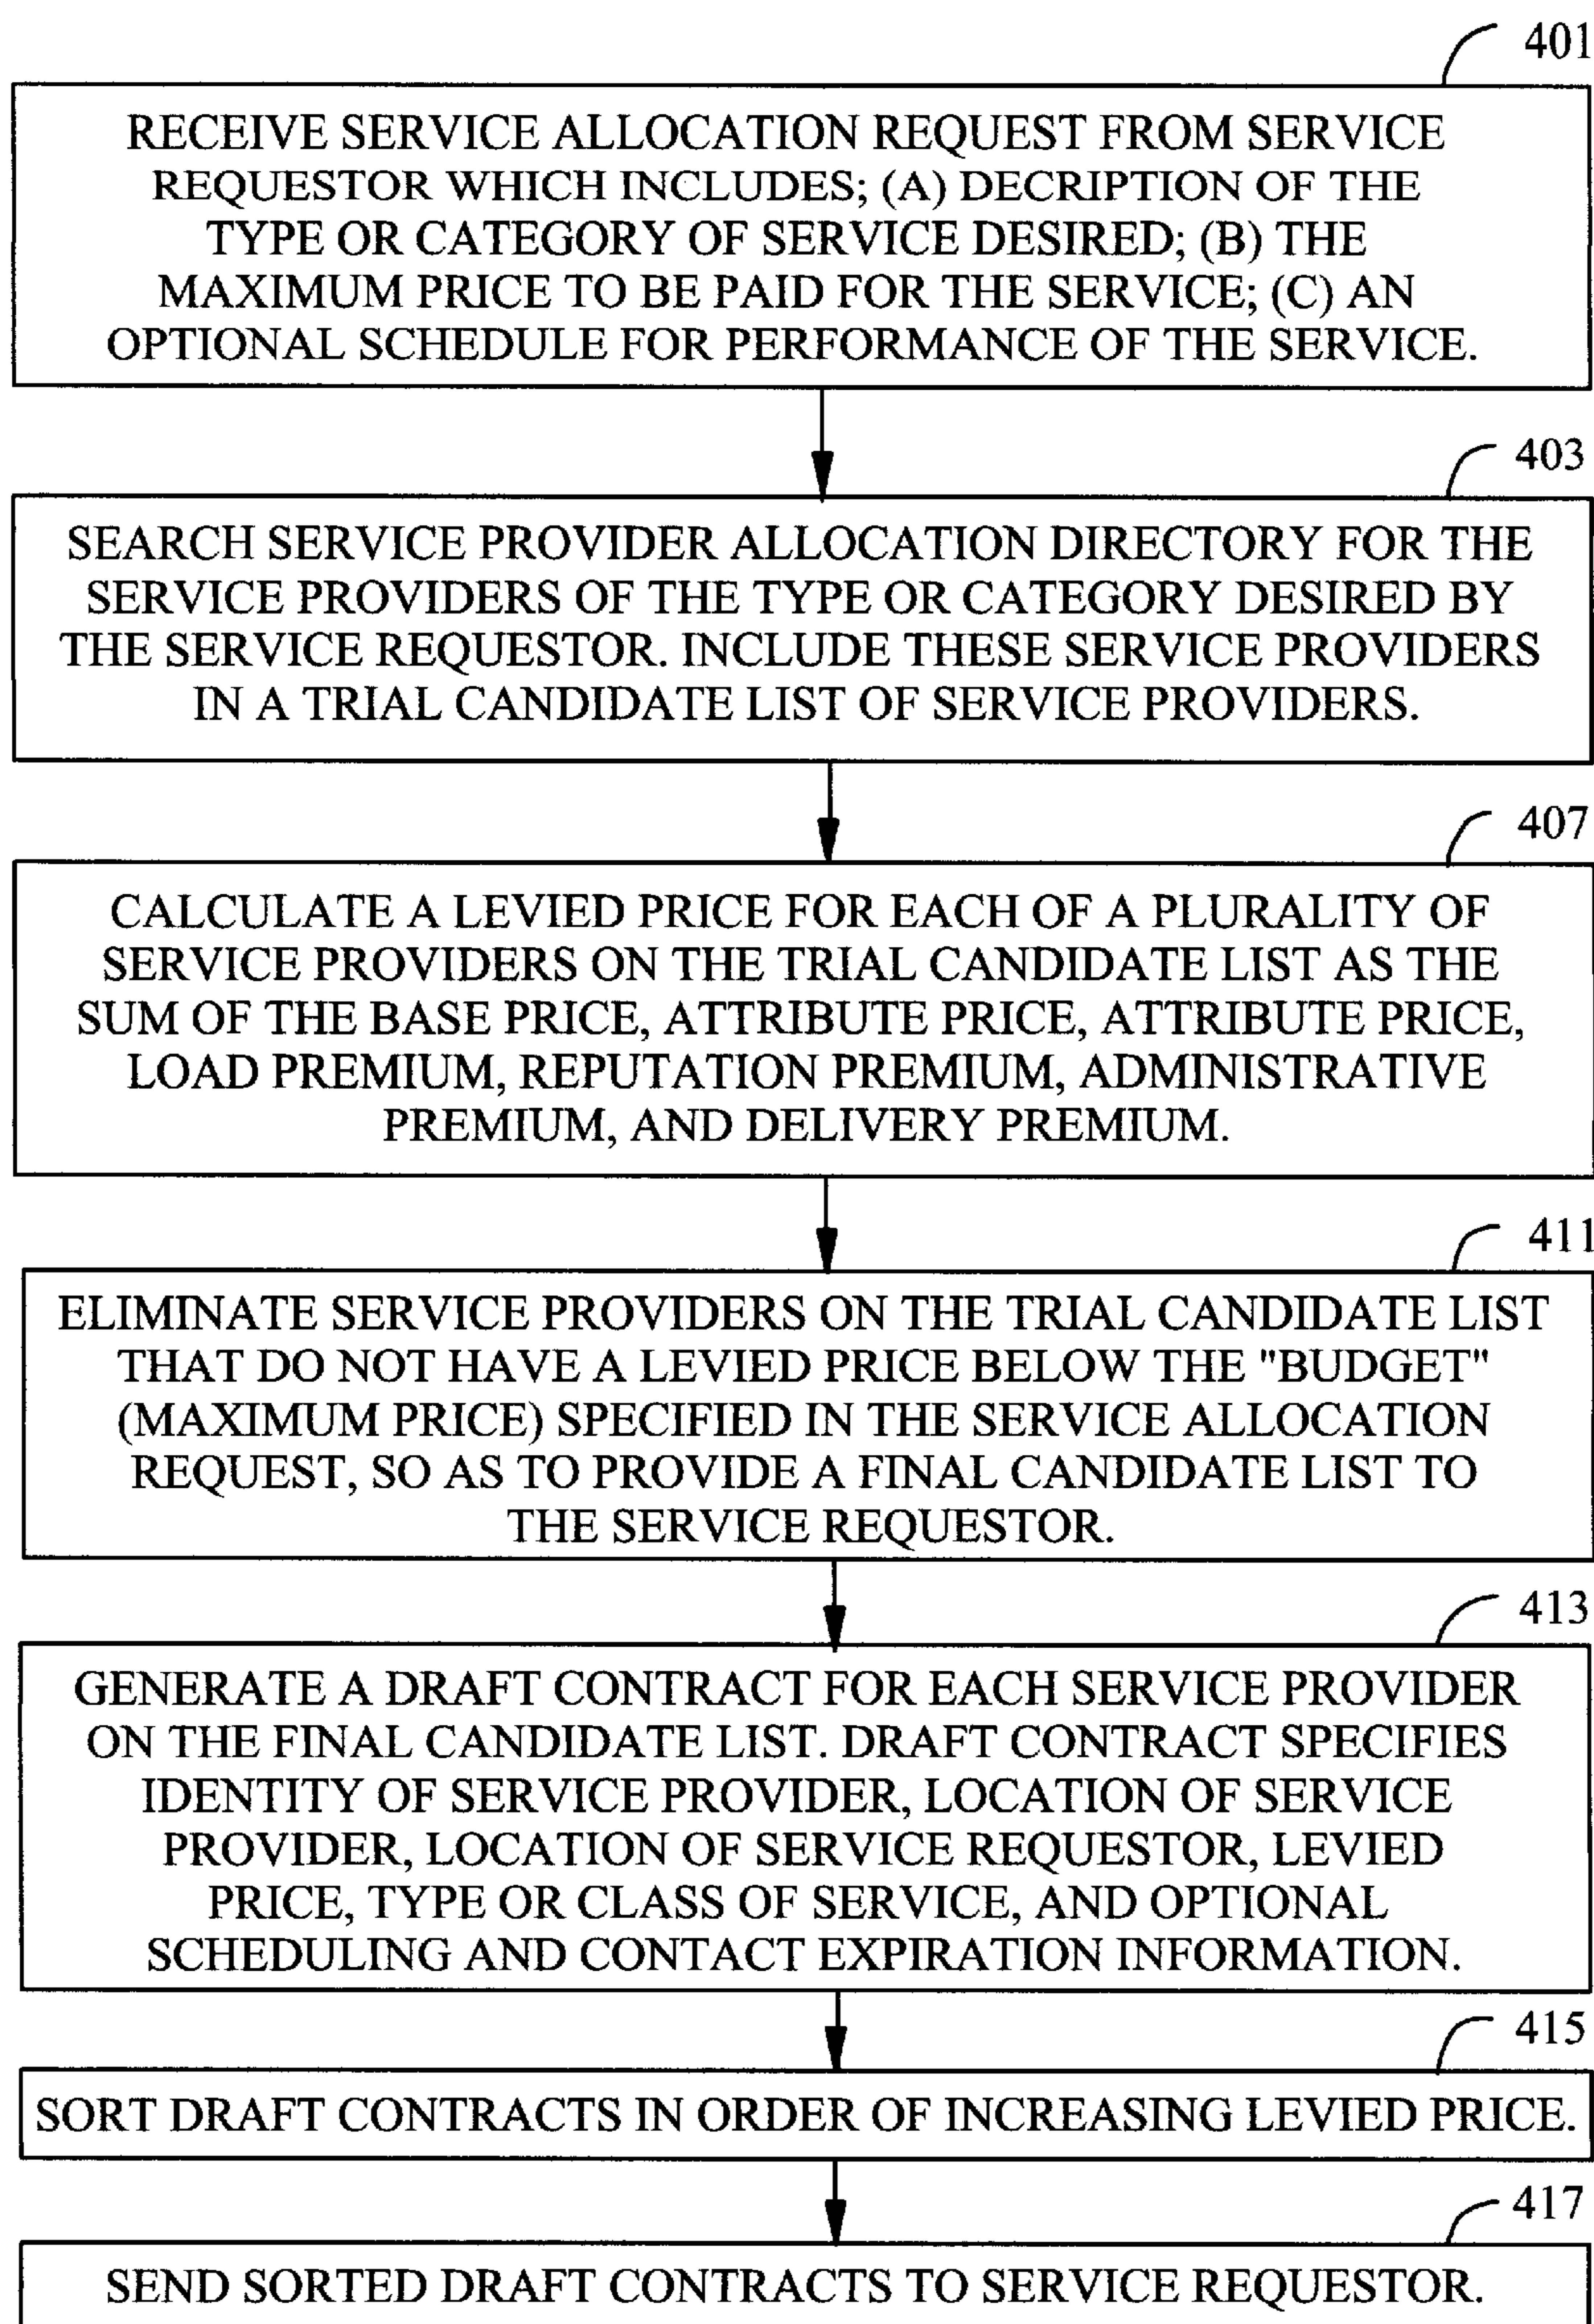 401
RECEIVE SERVICE ALLOCATION REQUEST FROM SERVICE
REQUESTOR WHICH INCLUDES; (A) DECRIPTION OF THE
TYPE OR CATEGORY OF SERVICE DESIRED; (B) THE
MAXIMUM PRICE TO BE PAID FOR THE SERVICE; (C) AN
OPTIONAL SCHEDULE FOR PERFORMANCE OF THE SERVICE.
403
SEARCH SERVICE PROVIDER ALLOCATION DIRECTORY FOR THE
SERVICE PROVIDERS OF THE TYPE OR CATEGORY DESIRED BY
THE SERVICE REQUESTOR. INCLUDE THESE SERVICE PROVIDERS
IN A TRIAL CANDIDATE LIST OF SERVICE PROVIDERS.
407
CALCULATE A LEVIED PRICE FOR EACH OF A PLURALITY OF
SERVICE PROVIDERS ON THE TRIAL CANDIDATE LIST AS THE
SUM OF THE BASE PRICE, ATTRIBUTE PRICE, ATTRIBUTE PRICE,
LOAD PREMIUM, REPUTATION PREMIUM, ADMINISTRATIVE
PREMIUM, AND DELIVERY PREMIUM.
411
ELIMINATE SERVICE PROVIDERS ON THE TRIAL CANDIDATE LIST
THAT DO NOT HAVE A LEVIED PRICE BELOW THE "BUDGET"
(MAXIMUM PRICE) SPECIFIED IN THE SERVICE ALLOCATION
REQUEST, SO AS TO PROVIDE A FINAL CANDIDATE LIST TO
THE SERVICE REQUESTOR.
413
GENERATE A DRAFT CONTRACT FOR EACH SERVICE PROVIDER
ON THE FINAL CANDIDATE LIST. DRAFT CONTRACT SPECIFIES
IDENTITY OF SERVICE PROVIDER, LOCATION OF SERVICE
PROVIDER, LOCATION OF SERVICE REQUESTOR, LEVIED
PRICE, TYPE OR CLASS OF SERVICE, AND OPTIONAL
SCHEDULING AND CONTACT EXPIRATION INFORMATION.
415
SORT DRAFT CONTRACTS IN ORDER OF INCREASING LEVIED PRICE.
417
SEND SORTED DRAFT CONTRACTS TO SERVICE REQUESTOR.